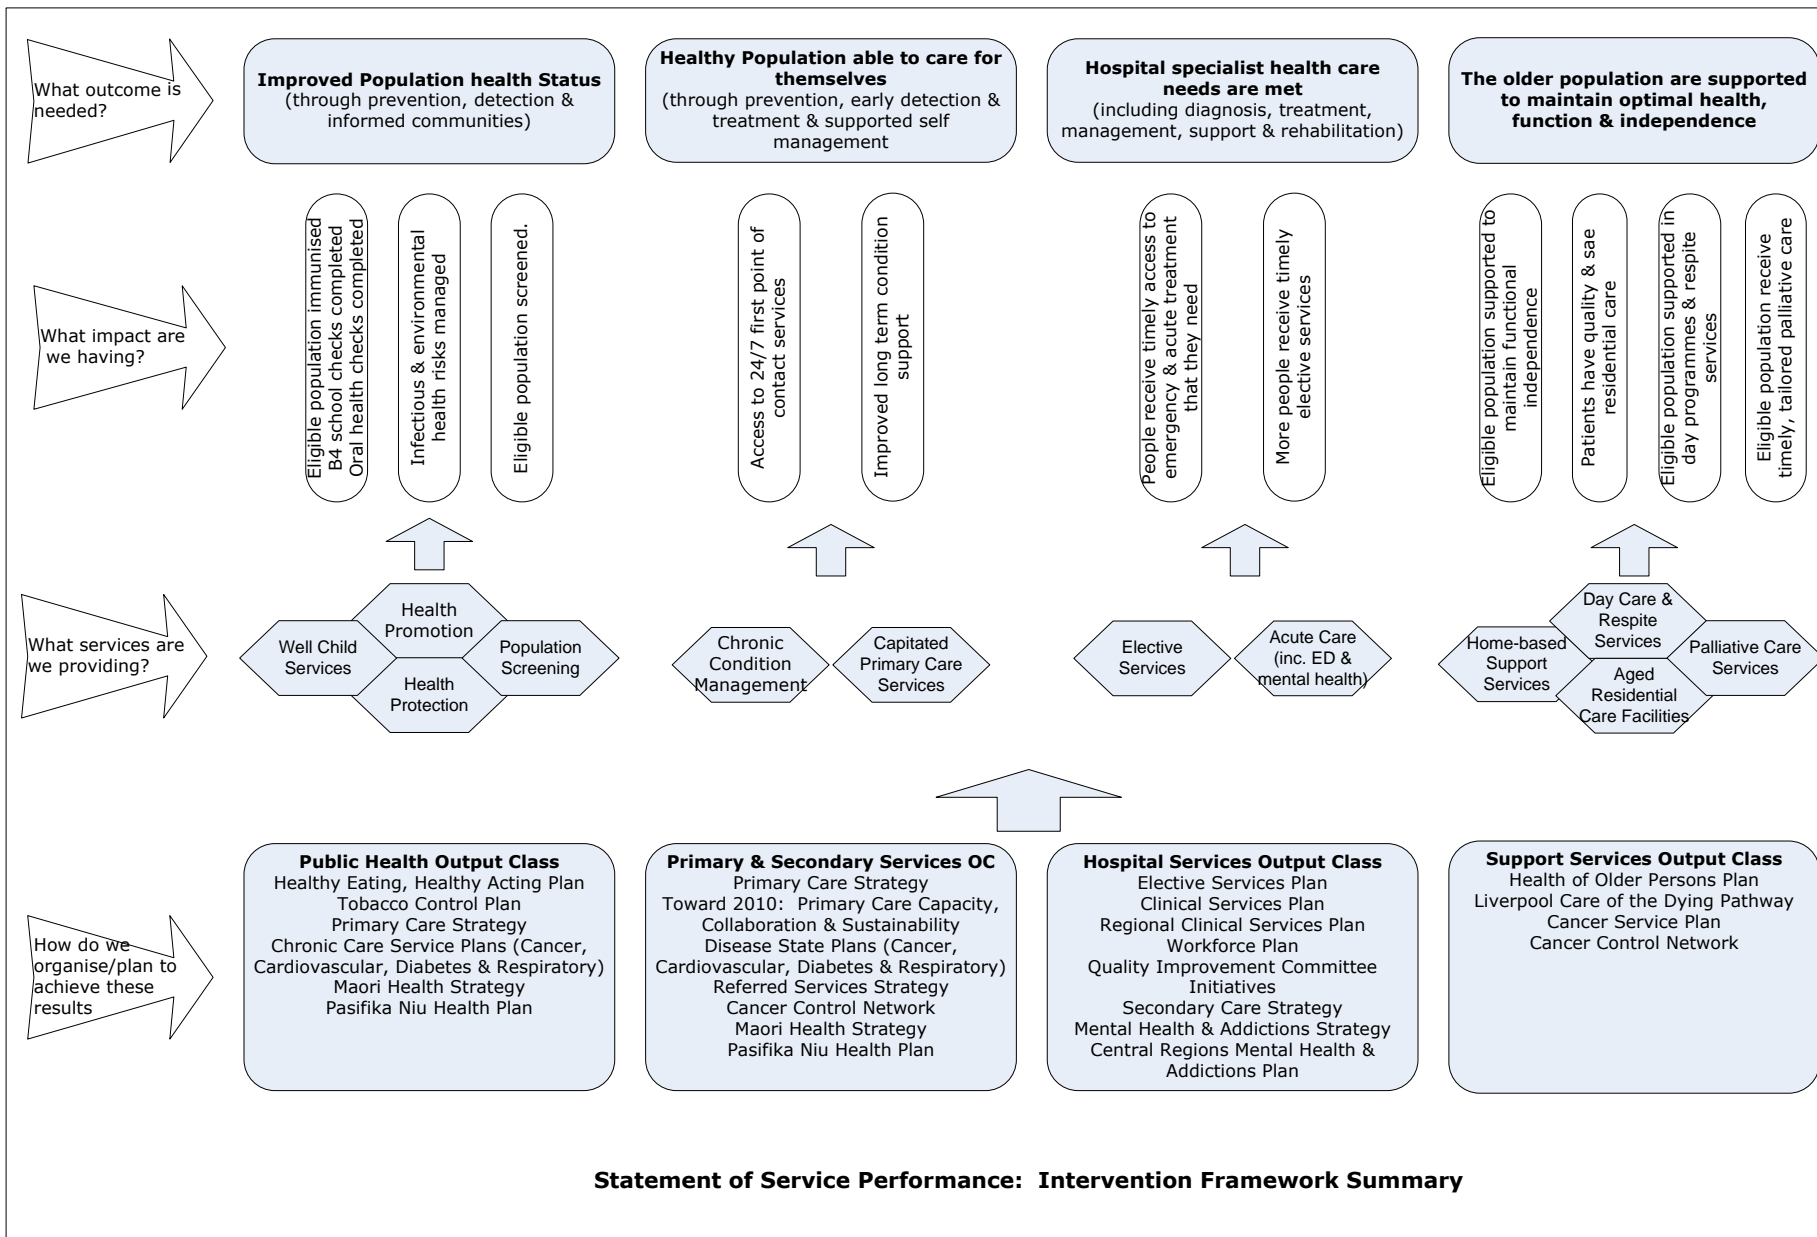 What outcome is
needed?
Improved Population health Status
(through prevention, detection &
informed communities)
Healthy Population able to care for
themselves
(through prevention, early detection &
treatment & supported self
management
Hospital specialist health care
needs are met
(including diagnosis, treatment,
management, support & rehabilitation)
The older population are supported
to maintain optimal health,
function & independence
What impact are
we having?
Eligible population immunised
B4 school checks completed
Oral health checks completed
Infectious & environmental
health risks managed
Eligible population screened.
Access to 24/7 first point of
contact services
Improved long term condition
support
People receive timely access to
emergency & acute treatment
that they need
More people receive timely
elective services
Eligible population supported to
maintain functional
independence
Patients have quality & sae
residential care
Eligible population supported in
day programmes & respite
services
Eligible population receive
timely, tailored palliative care
What services are
we providing?
Well Child
Services
Health
Promotion
Health
Protection
Population
Screening
Chronic
Condition
Management
Capitated
Primary Care
Services
Elective
Services
Acute Care
(inc. ED &
mental health)
Home-based
Support
Services
Day Care &
Respite
Services
Aged
Residential
Care Facilities
Palliative Care
Services
How do we
organise/plan to
achieve these
results
Public Health Output Class
Healthy Eating, Healthy Acting Plan
Tobacco Control Plan
Primary Care Strategy
Chronic Care Service Plans (Cancer,
Cardiovascular, Diabetes & Respiratory)
Maori Health Strategy
Pasifika Niu Health Plan
Primary & Secondary Services OC
Primary Care Strategy
Toward 2010:  Primary Care Capacity,
Collaboration & Sustainability
Disease State Plans (Cancer,
Cardiovascular, Diabetes & Respiratory)
Referred Services Strategy
Cancer Control Network
Maori Health Strategy
Pasifika Niu Health Plan
Hospital Services Output Class
Elective Services Plan
Clinical Services Plan
Regional Clinical Services Plan
Workforce Plan
Quality Improvement Committee
Initiatives
Secondary Care Strategy
Mental Health & Addictions Strategy
Central Regions Mental Health &
Addictions Plan
Support Services Output Class
Health of Older Persons Plan
Liverpool Care of the Dying Pathway
Cancer Service Plan
Cancer Control Network
Statement of Service Performance:  Intervention Framework Summary